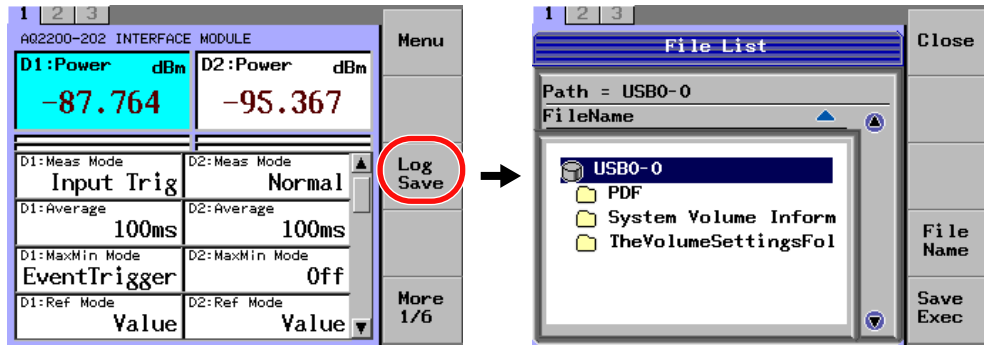 1 2 3
AQ2200-202 INTERFACE MODULE
D1:Power dBm
-87.764
D2:Power dBm
-95.367
D1:Meas Mode
Input Trig
D2:Meas Mode
Normal
D1:Average
100ms
D2:Average
100ms
D1:MaxMin Mode
EventTrigger
D2:MaxMin Mode
Off
D1:Ref Mode
Value
D2:Ref Mode
Value
Menu
Log
Save
More
1/6
1 2 3
File List
Path = USB0-0
FileName
USB0-0
PDF
System Volume Inform
TheVolumeSettingsFol
Close
File
Name
Save
Exec